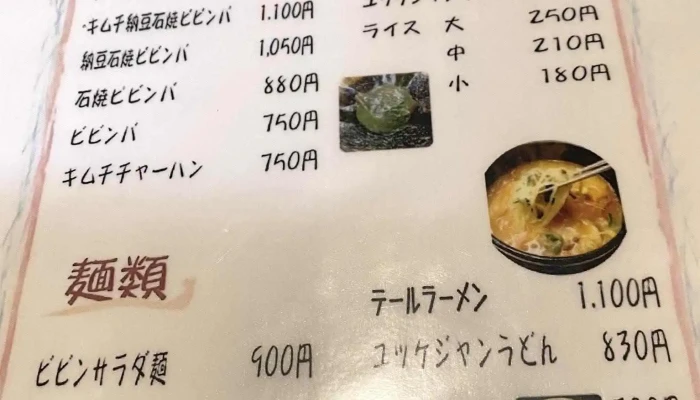 ・キムチ納豆石焼ビビンバ 1.100円
納豆石焼ビビンバ 1,050円
石焼ビビンバ 880円
ビビンバ 750円
キムチチャーハン 750円
ライス 大 250円
中 210円
小 180円
麺類
ビビンサラダ麺 900円
テールラーメン 1.100円
ユッケジャンうどん 830円